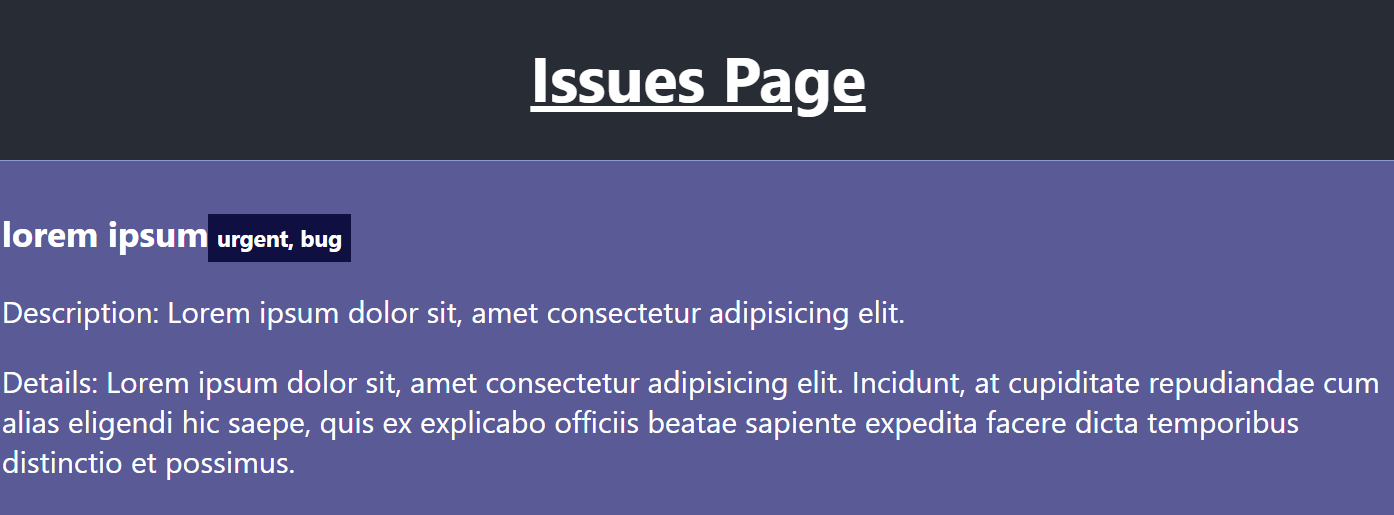 Issues Page
lorem ipsum urgent, bug
Description: Lorem ipsum dolor sit, amet consectetur adipisicing elit.
Details: Lorem ipsum dolor sit, amet consectetur adipisicing elit. Incidunt, at cupiditate repudiandae cum
alias eligendi hic saepe, quis ex explicabo officiis beatae sapiente expedita facere dicta temporibus
distinctio et possimus.